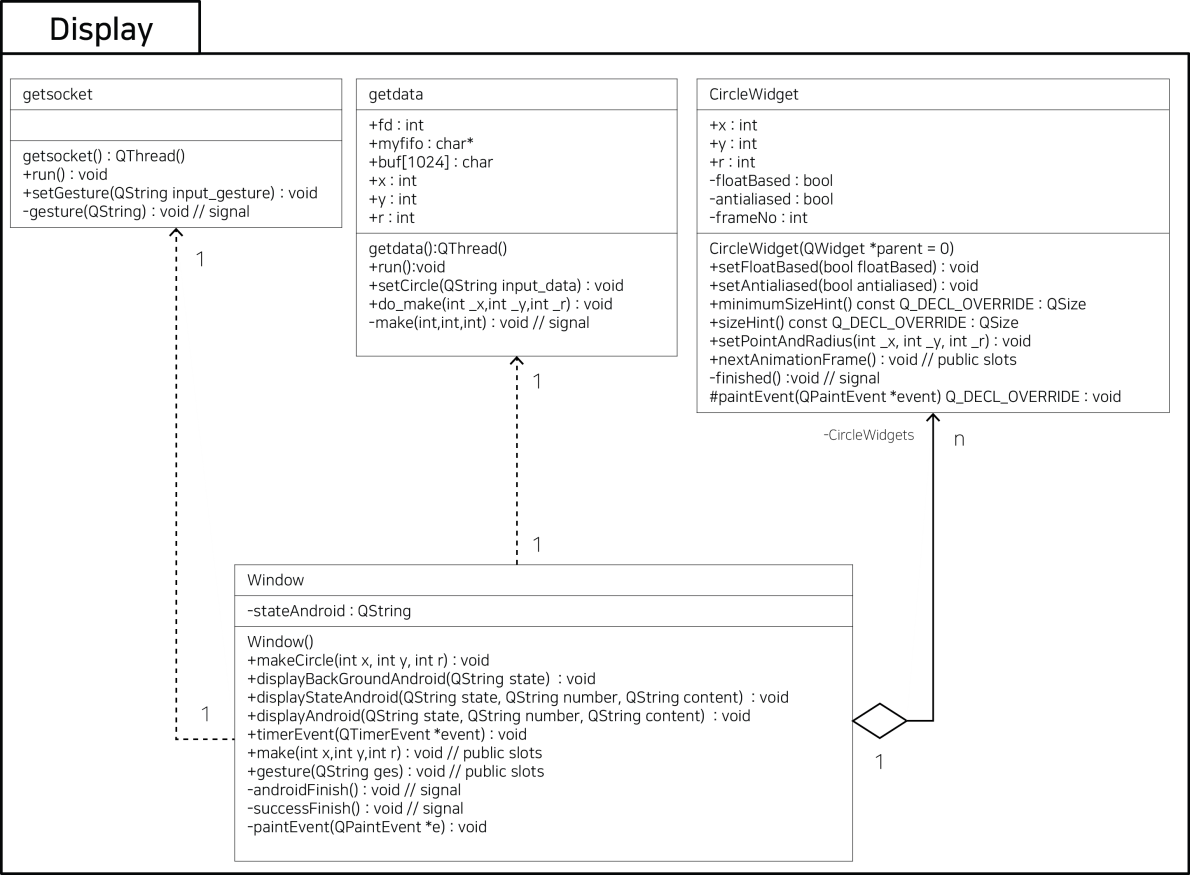 Display
getsocket
getsocket() : QThread()
+run() : void
+setGesture(QString input_gesture) : void
-gesture(QString) : void // signal
1
getdata
+fd : int
+myfifo : char*
+buf[1024] : char
+x : int
+y : int
+r : int
getdata():QThread()
+run():void
+setCircle(QString input_data) : void
+do_make(int _x,int _y,int _r) : void
-make(int,int,int) : void // signal
1
CircleWidget
+x : int
+y : int
+r : int
-floatBased : bool
-antialiased : bool
-frameNo : int
CircleWidget(QWidget *parent = 0)
+setFloatBased(bool floatBased) : void
+setAntialiased(bool antialiased) : void
+minimumSizeHint() const Q_DECL_OVERRIDE : QSize
+sizeHint() const Q_DECL_OVERRIDE : QSize
+setPointAndRadius(int _x, int _y, int _r) : void
+nextAnimationFrame() : void // public slots
-finished() :void // signal
#paintEvent(QPaintEvent *event) Q_DECL_OVERRIDE : void
-CircleWidgets
n
1
Window
-stateAndroid : QString
Window()
+makeCircle(int x, int y, int r) : void
+displayBackGroundAndroid(QString state) : void
+displayStateAndroid(QString state, QString number, QString content) : void
+displayAndroid(QString state, QString number, QString content) : void
+timerEvent(QTimerEvent *event) : void
+make(int x,int y,int r) : void // public slots
+gesture(QString ges) : void // public slots
-androidFinish() : void // signal
-successFinish() : void // signal
-paintEvent(QPaintEvent *e) : void
1
1